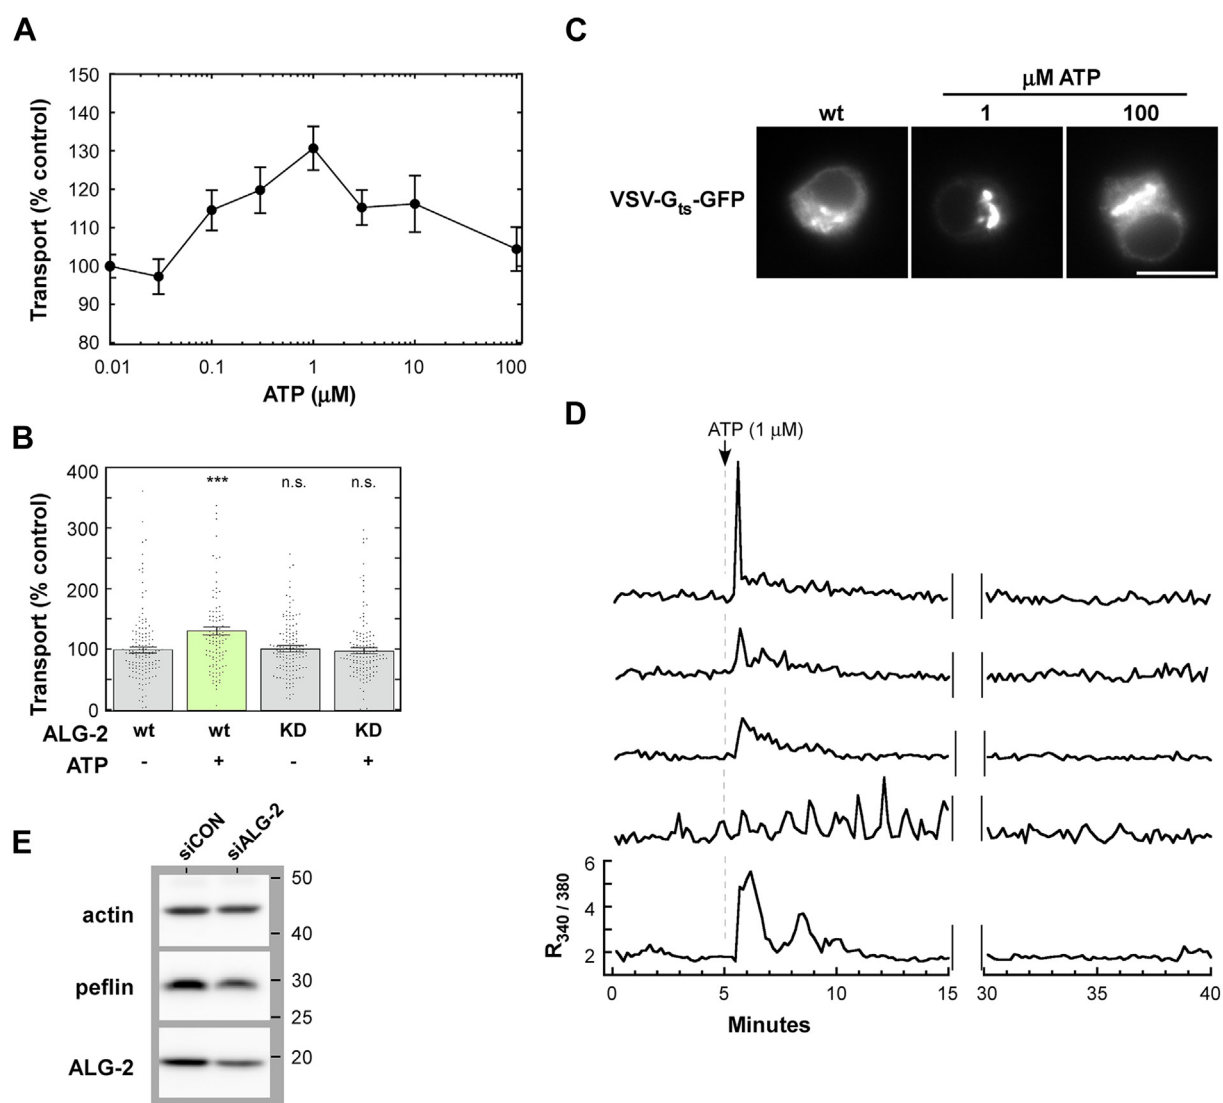 A
150
140
130
120
110
100
90
80
Transport (% control)
0.01
0.1
1
10
100
ATP (μM)
B
400
300
200
100
0
Transport (% control)
***
n.s.
n.s.
ALG-2
wt
wt
KD
KD
ATP
-
+
-
+
C
μM ATP
wt
1
100
VSV-Gts-GFP
D
ATP (1 μM)
6
4
2
R340 / 380
0
5
10
15
30
35
40
Minutes
E
siCON
siALG-2
actin
peflin
ALG-2
50
40
30
25
20